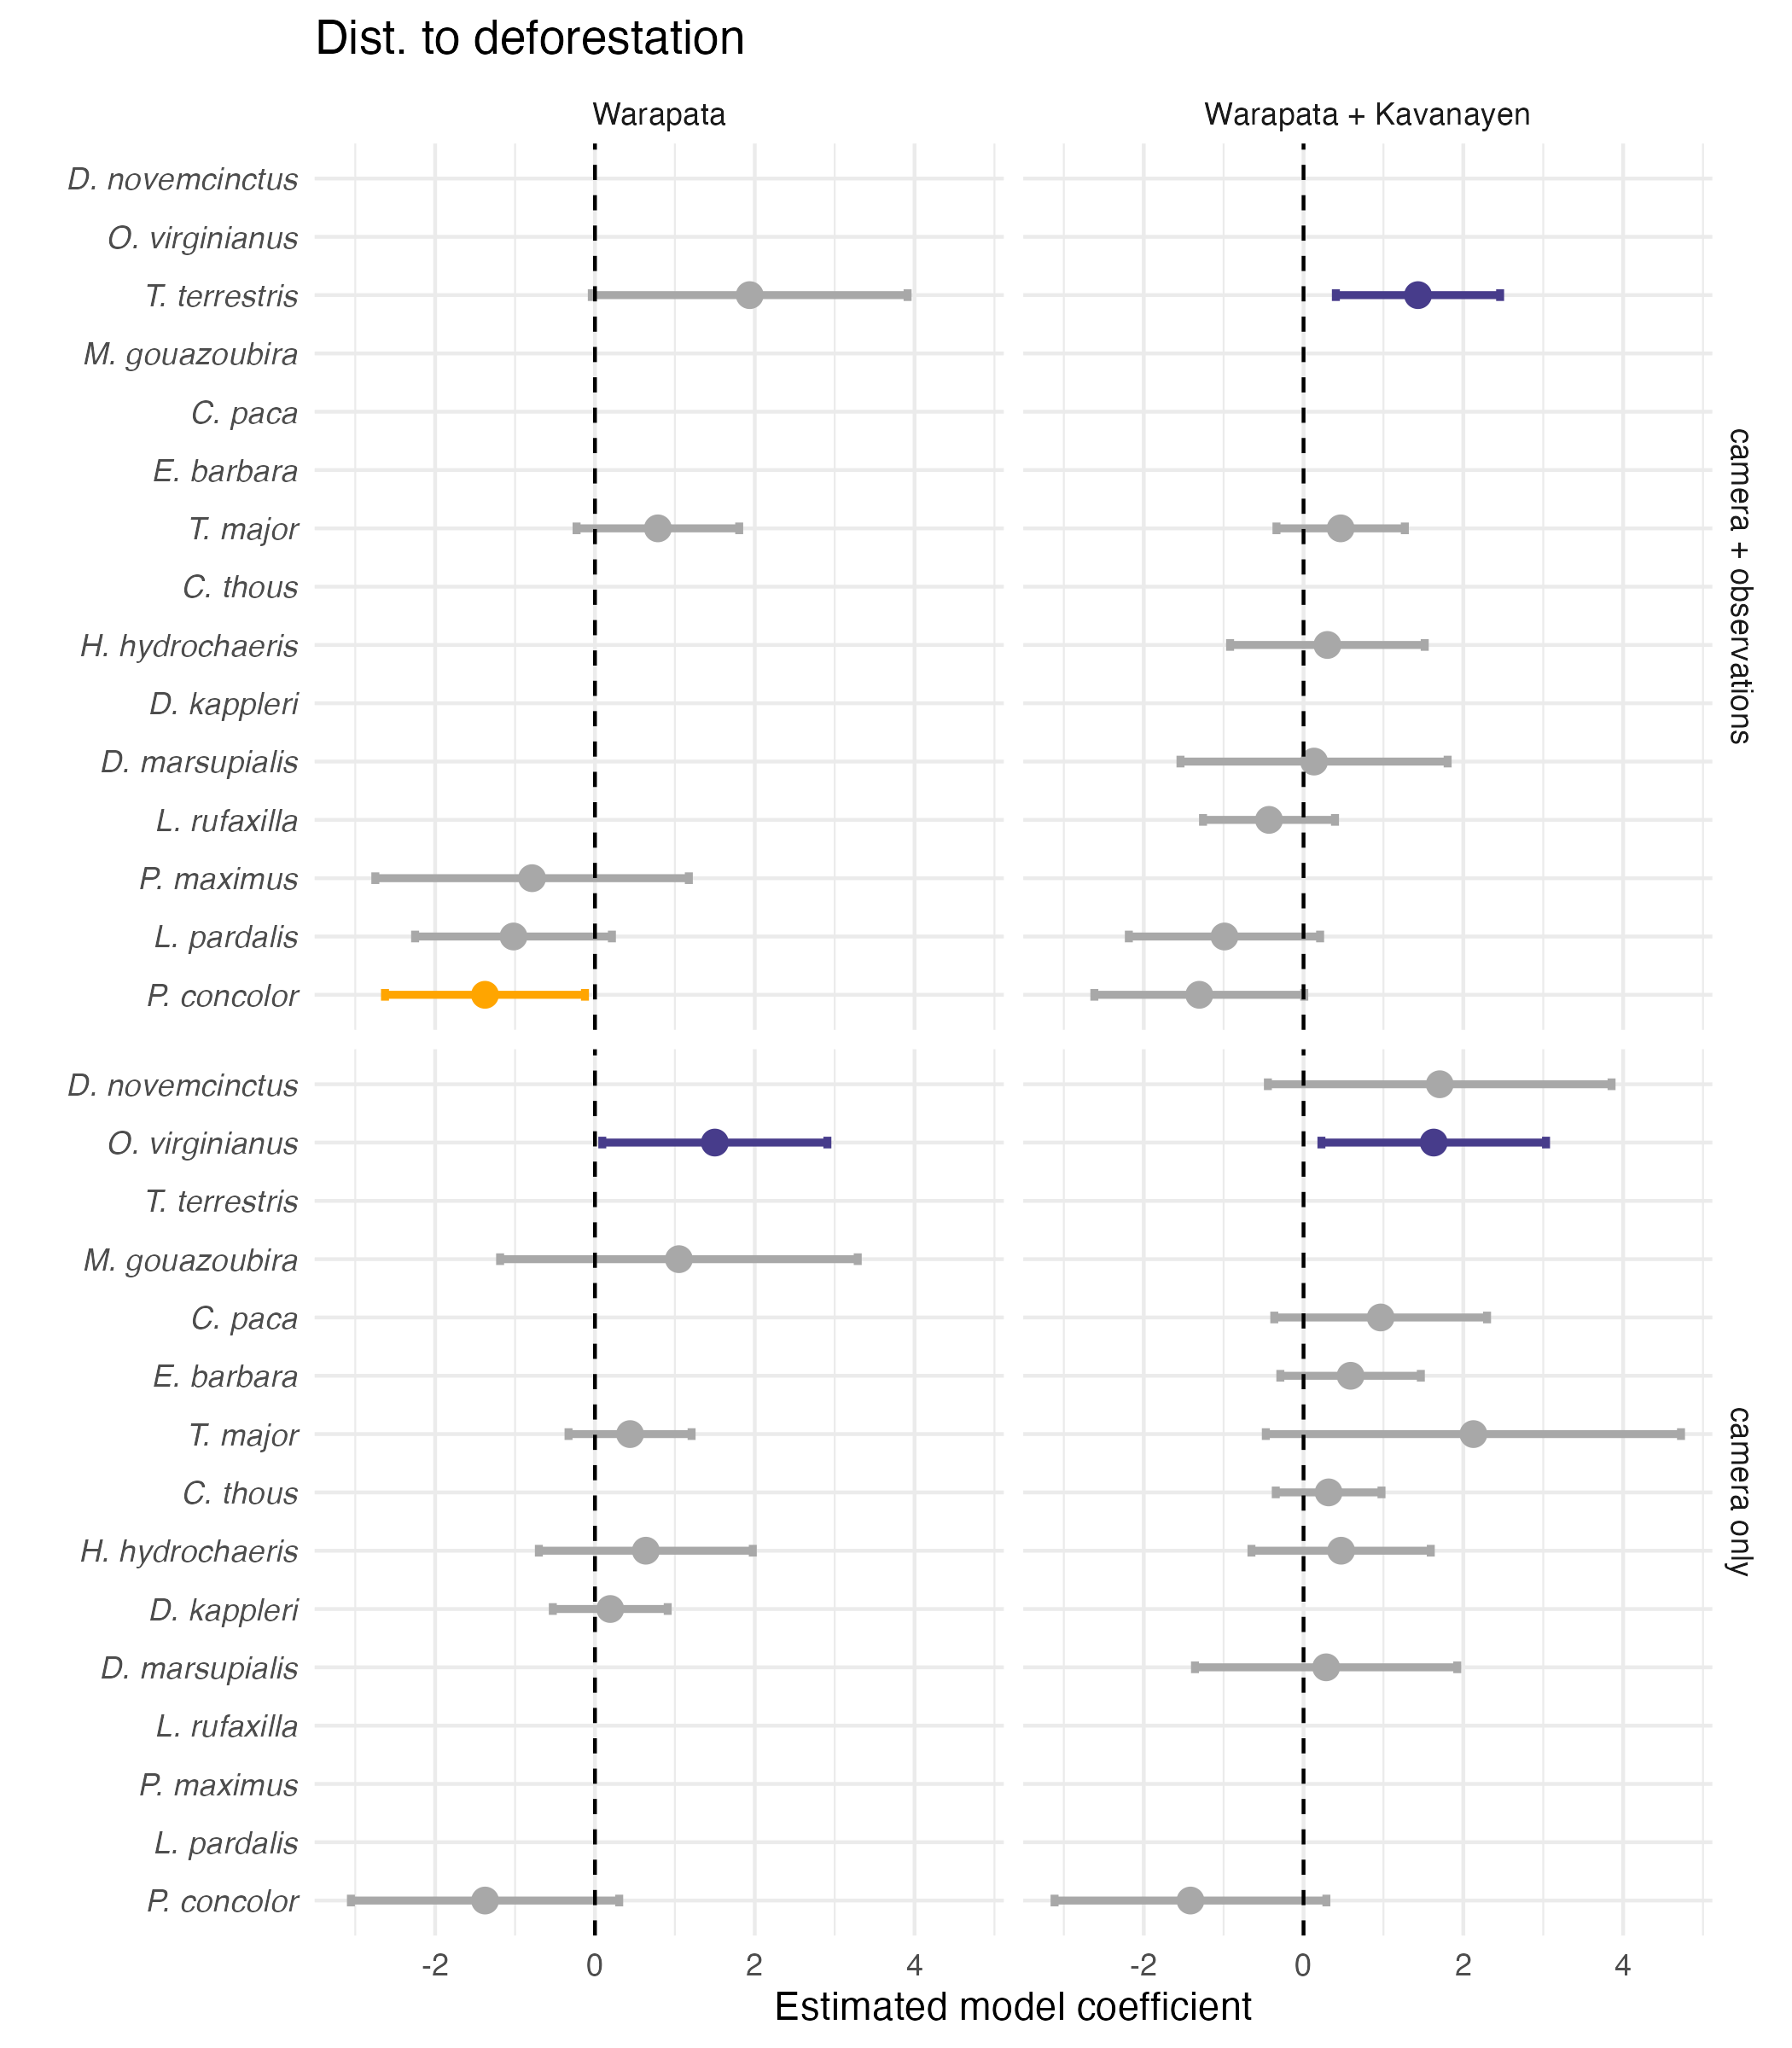 Dist. to deforestation
Warapata
Warapata + Kavanayen
D. novemcinctus
O. virginianus
T. terrestris
M. gouazoubira
C. paca
E. barbara
T. major
C. thous
H. hydrochaeris
D. kappleri
D. marsupialis
L. rufaxilla
P. maximus
L. pardalis
P. concolor
camera + observations
D. novemcinctus
O. virginianus
T. terrestris
M. gouazoubira
C. paca
E. barbara
T. major
C. thous
H. hydrochaeris
D. kappleri
D. marsupialis
L. rufaxilla
P. maximus
L. pardalis
P. concolor
camera only
-2 0 2 4
-2 0 2 4
Estimated model coefficient